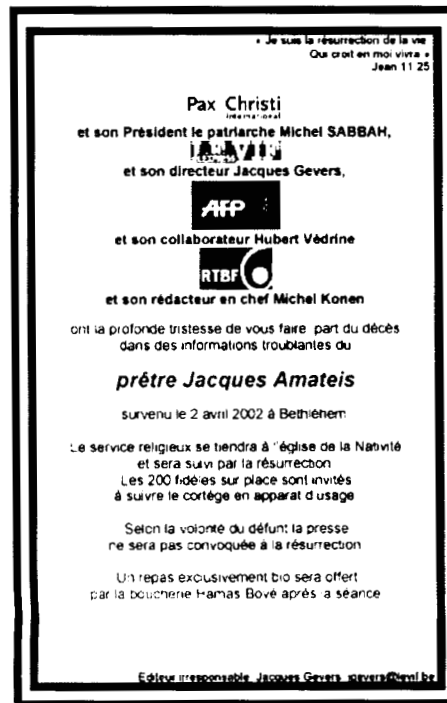 « Je suis la résurrection de la vie
Qui croit en moi vivra »
Jean 11 25
Pax Christi
International
et son Président le patriarche Michel SABBAH,
LE VIF
L'EXPRESS
et son directeur Jacques Gevers,
AFP
et son collaborateur Hubert Védrine
RTBF
et son rédacteur en chef Michel Konen
ont la profonde tristesse de vous faire part du décès
dans des informations troublantes du
prêtre Jacques Amateis
survenu le 2 avril 2002 à Bethléhem
Le service religieux se tiendra à l'église de la Nativité
et sera suivi par la résurrection
Les 200 fidèles sur place sont invités
à suivre le cortège en apparat d'usage
Selon la volonté du défunt la presse
ne sera pas convoquée à la résurrection
Un repas exclusivement bio sera offert
par la boucherie Hamas Bové après la séance
Editeur irresponsable Jacques Gevers jgevers@levif.be